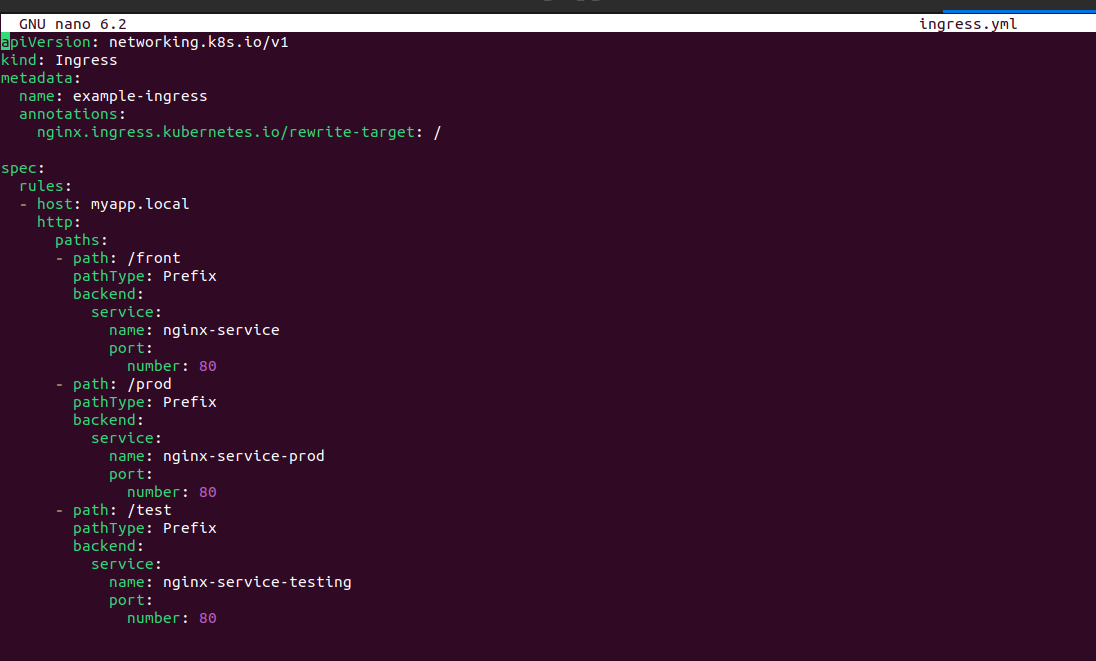 GNU nano 6.2 ingress.yml
apiVersion: networking.k8s.io/v1
kind: Ingress
metadata:
  name: example-ingress
  annotations:
    nginx.ingress.kubernetes.io/rewrite-target: /

spec:
  rules:
  - host: myapp.local
    http:
      paths:
      - path: /front
        pathType: Prefix
        backend:
          service:
            name: nginx-service
            port:
              number: 80
      - path: /prod
        pathType: Prefix
        backend:
          service:
            name: nginx-service-prod
            port:
              number: 80
      - path: /test
        pathType: Prefix
        backend:
          service:
            name: nginx-service-testing
            port:
              number: 80